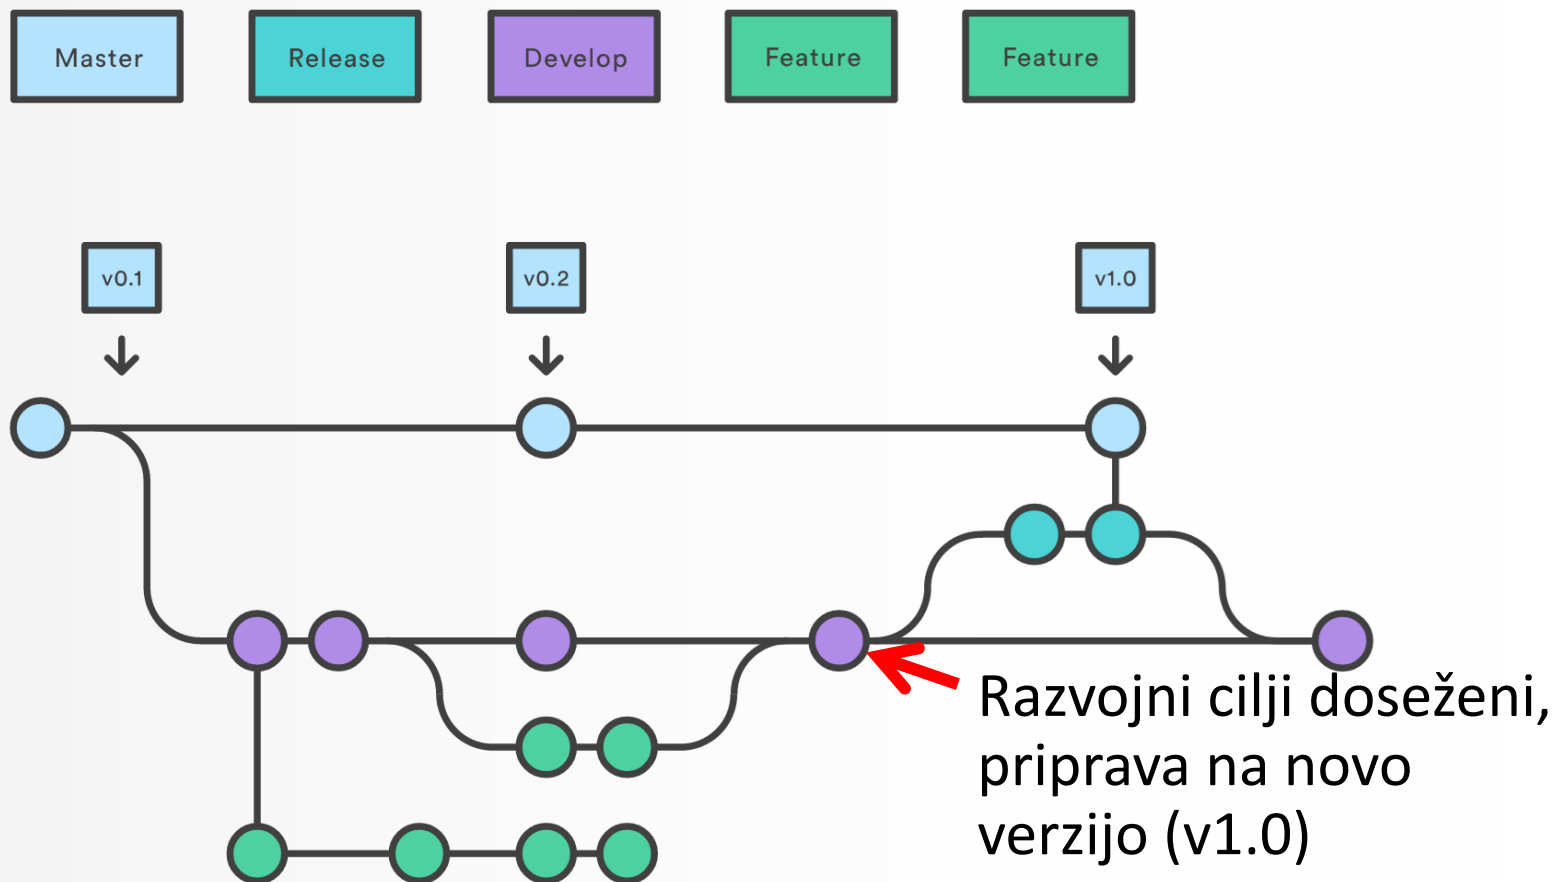 Master
Release
Develop
Feature
Feature
v0.1
v0.2
v1.0
Razvojni cilji doseženi,
priprava na novo
verzijo (v1.0)